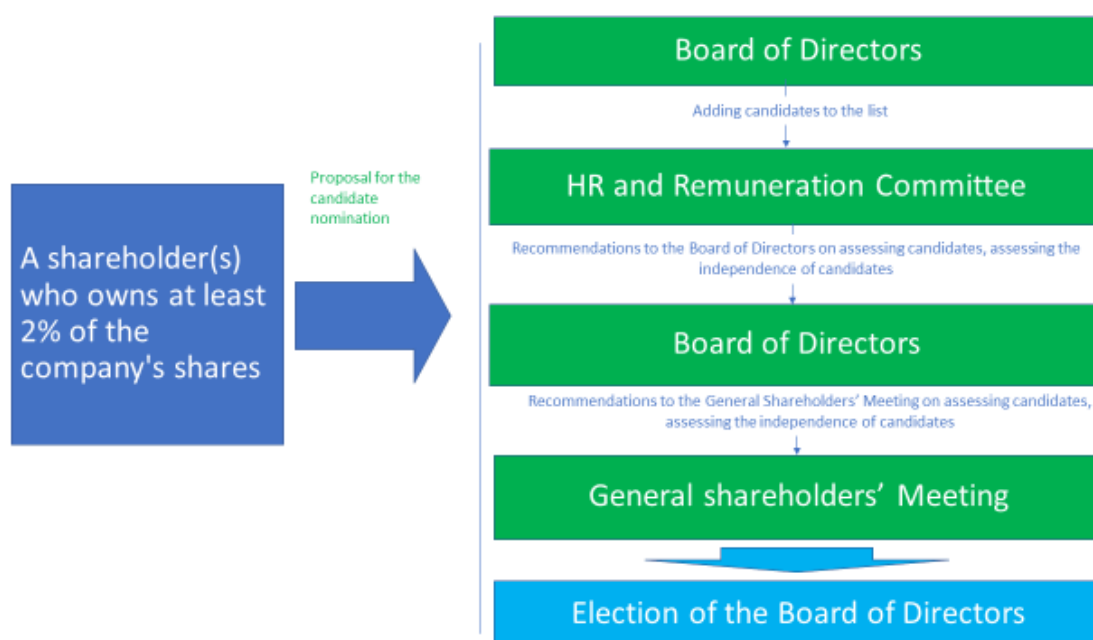 A shareholder(s)
who owns at least
2% of the
company's shares
Proposal for the
candidate
nomination
Board of Directors
Adding candidates to the list
HR and Remuneration Committee
Recommendations to the Board of Directors on assessing candidates, assessing the
independence of candidates
Board of Directors
Recommendations to the General Shareholders’ Meeting on assessing candidates,
assessing the independence of candidates
General shareholders’ Meeting
Election of the Board of Directors